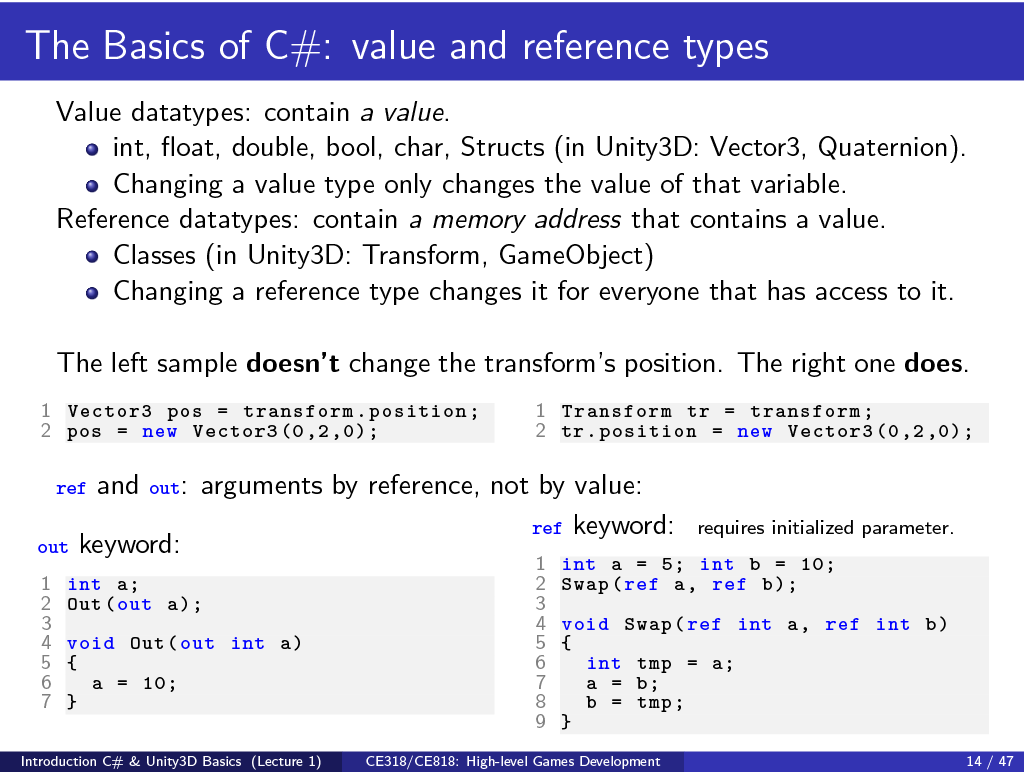 The Basics of C#: value and reference types
Value datatypes: contain a value.
int, float, double, bool, char, Structs (in Unity3D: Vector3, Quaternion).
Changing a value type only changes the value of that variable.
Reference datatypes: contain a memory address that contains a value.
Classes (in Unity3D: Transform, GameObject)
Changing a reference type changes it for everyone that has access to it.
The left sample doesn't change the transform's position. The right one does.
1 Vector3 pos = transform.position;
2 pos = new Vector3(0,2,0);
1 Transform tr = transform;
2 tr.position = new Vector3(0,2,0);
ref and out: arguments by reference, not by value:
out keyword:
1 int a;
2 Out(out a);
3
4 void Out(out int a)
5 {
6   a = 10;
7 }
ref keyword: requires initialized parameter.
1 int a = 5; int b = 10;
2 Swap(ref a, ref b);
3
4 void Swap(ref int a, ref int b)
5 {
6   int tmp = a;
7   a = b;
8   b = tmp;
9 }
Introduction C# & Unity3D Basics (Lecture 1)
CE318/CE818: High-level Games Development
14 / 47